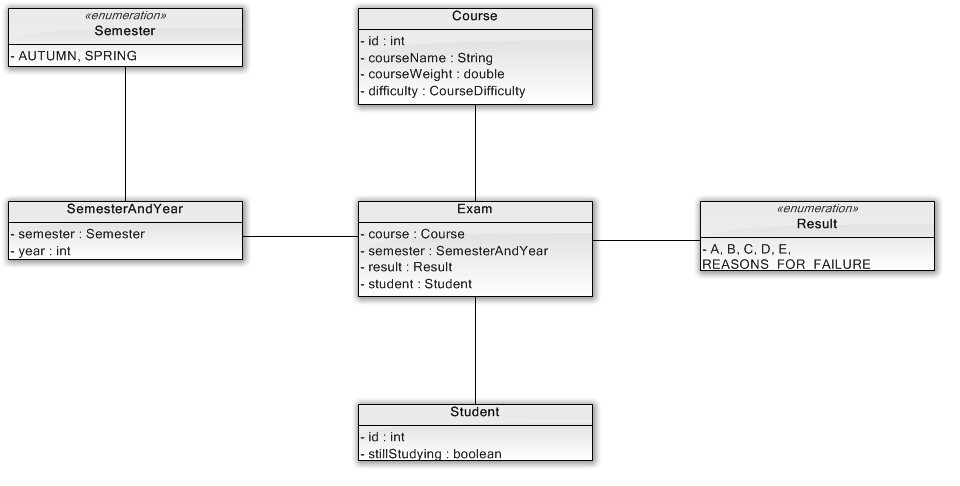 «enumeration»
Semester
- AUTUMN, SPRING
Course
- id : int
- courseName : String
- courseWeight : double
- difficulty : CourseDifficulty
SemesterAndYear
- semester : Semester
- year : int
Exam
- course : Course
- semester : SemesterAndYear
- result : Result
- student : Student
«enumeration»
Result
- A, B, C, D, E,
REASONS_FOR_FAILURE
Student
- id : int
- stillStudying : boolean